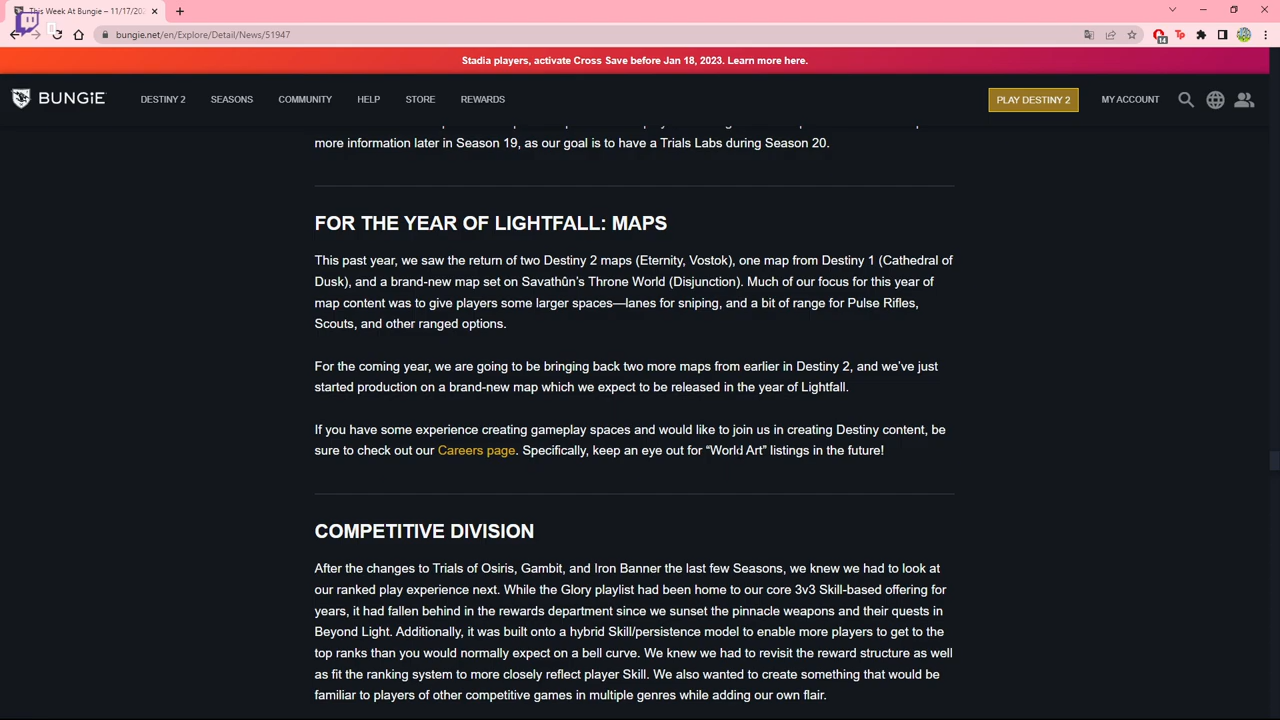 This Week At Bungie – 11/17/202
bungie.net/en/Explore/Detail/News/51947
14
Tp
Stadia players, activate Cross Save before Jan 18, 2023. Learn more here.
BUNGiE
DESTINY 2
SEASONS
COMMUNITY
HELP
STORE
REWARDS
PLAY DESTINY 2
MY ACCOUNT
more information later in Season 19, as our goal is to have a Trials Labs during Season 20.
FOR THE YEAR OF LIGHTFALL: MAPS
This past year, we saw the return of two Destiny 2 maps (Eternity, Vostok), one map from Destiny 1 (Cathedral of
Dusk), and a brand-new map set on Savathûn’s Throne World (Disjunction). Much of our focus for this year of
map content was to give players some larger spaces—lanes for sniping, and a bit of range for Pulse Rifles,
Scouts, and other ranged options.
For the coming year, we are going to be bringing back two more maps from earlier in Destiny 2, and we’ve just
started production on a brand-new map which we expect to be released in the year of Lightfall.
If you have some experience creating gameplay spaces and would like to join us in creating Destiny content, be
sure to check out our Careers page. Specifically, keep an eye out for “World Art” listings in the future!
COMPETITIVE DIVISION
After the changes to Trials of Osiris, Gambit, and Iron Banner the last few Seasons, we knew we had to look at
our ranked play experience next. While the Glory playlist had been home to our core 3v3 Skill-based offering for
years, it had fallen behind in the rewards department since we sunset the pinnacle weapons and their quests in
Beyond Light. Additionally, it was built onto a hybrid Skill/persistence model to enable more players to get to the
top ranks than you would normally expect on a bell curve. We knew we had to revisit the reward structure as well
as fit the ranking system to more closely reflect player Skill. We also wanted to create something that would be
familiar to players of other competitive games in multiple genres while adding our own flair.